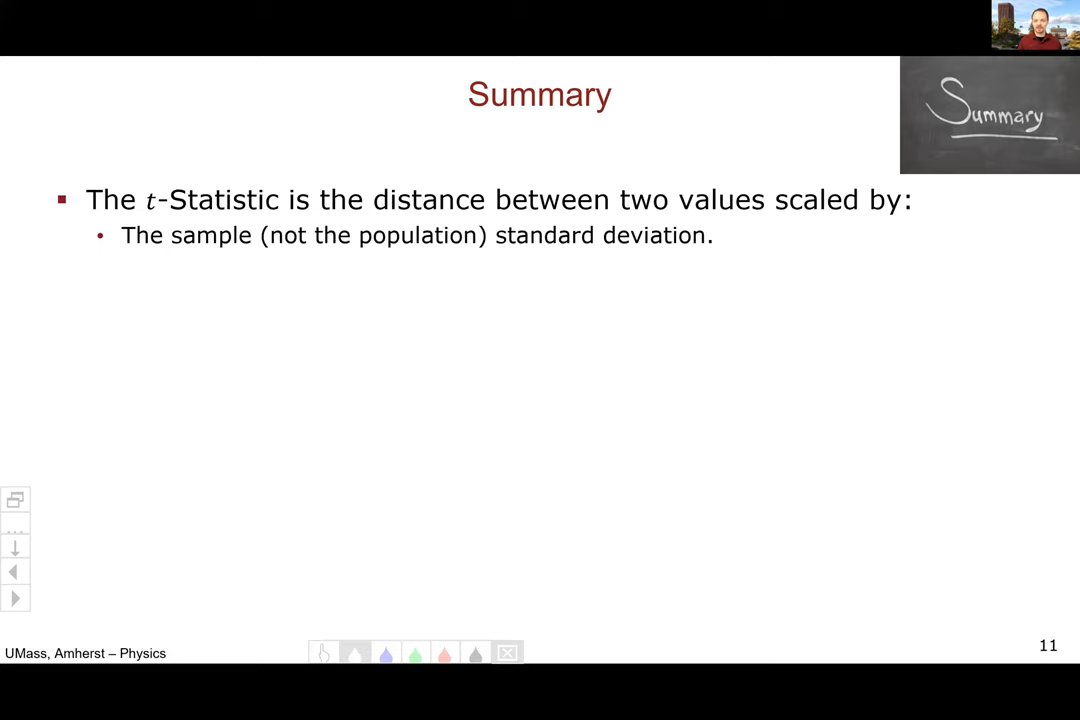 Summary
Summary
▪ The t-Statistic is the distance between two values scaled by:
• The sample (not the population) standard deviation.
UMass, Amherst – Physics
11